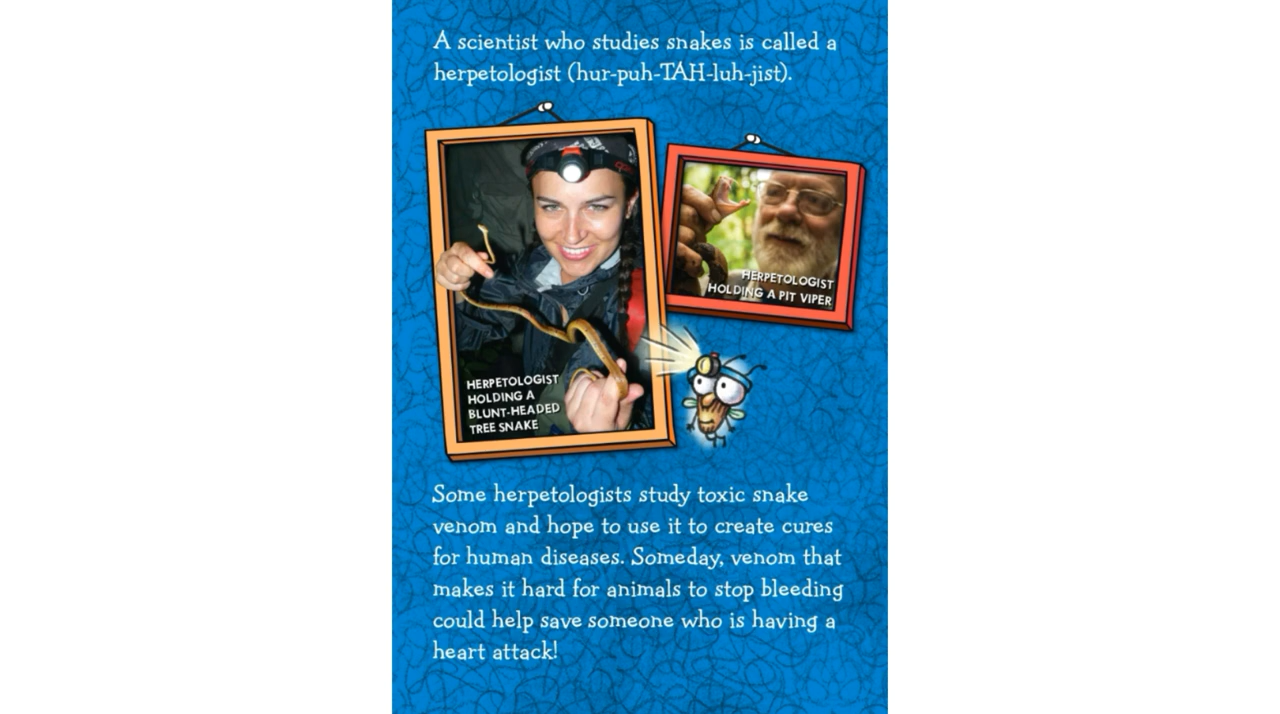 A scientist who studies snakes is called a
herpetologist (hur-puh-TAH-luh-jist).
HERPETOLOGIST
HOLDING A
BLUNT-HEADED
TREE SNAKE
HERPETOLOGIST
HOLDING A PIT VIPER
Some herpetologists study toxic snake
venom and hope to use it to create cures
for human diseases. Someday, venom that
makes it hard for animals to stop bleeding
could help save someone who is having a
heart attack!